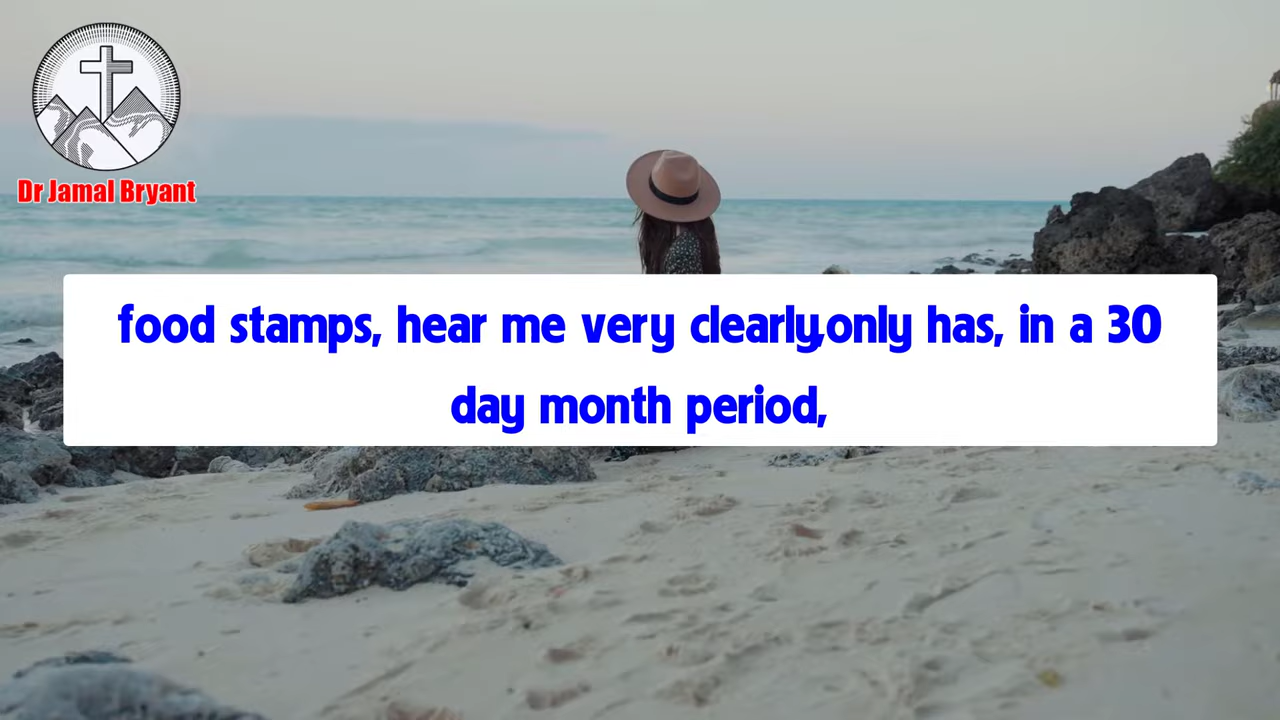 Dr Jamal Bryant
food stamps, hear me very clearly,only has, in a 30
day month period,